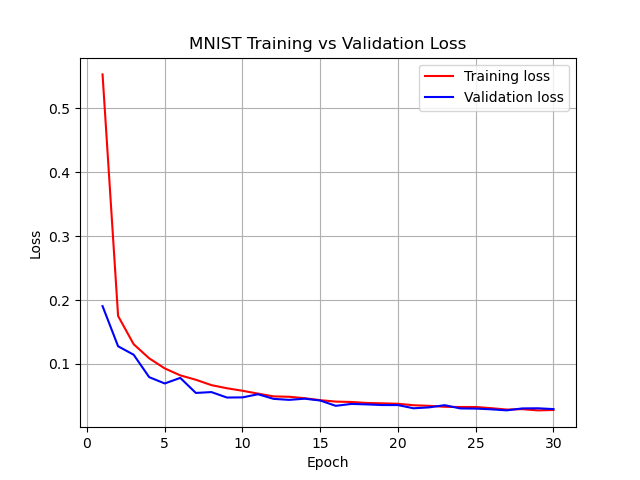 MNIST Training vs Validation Loss
Training loss
Validation loss
0.5
0.4
0.3
0.2
0.1
Loss
0 5 10 15 20 25 30
Epoch